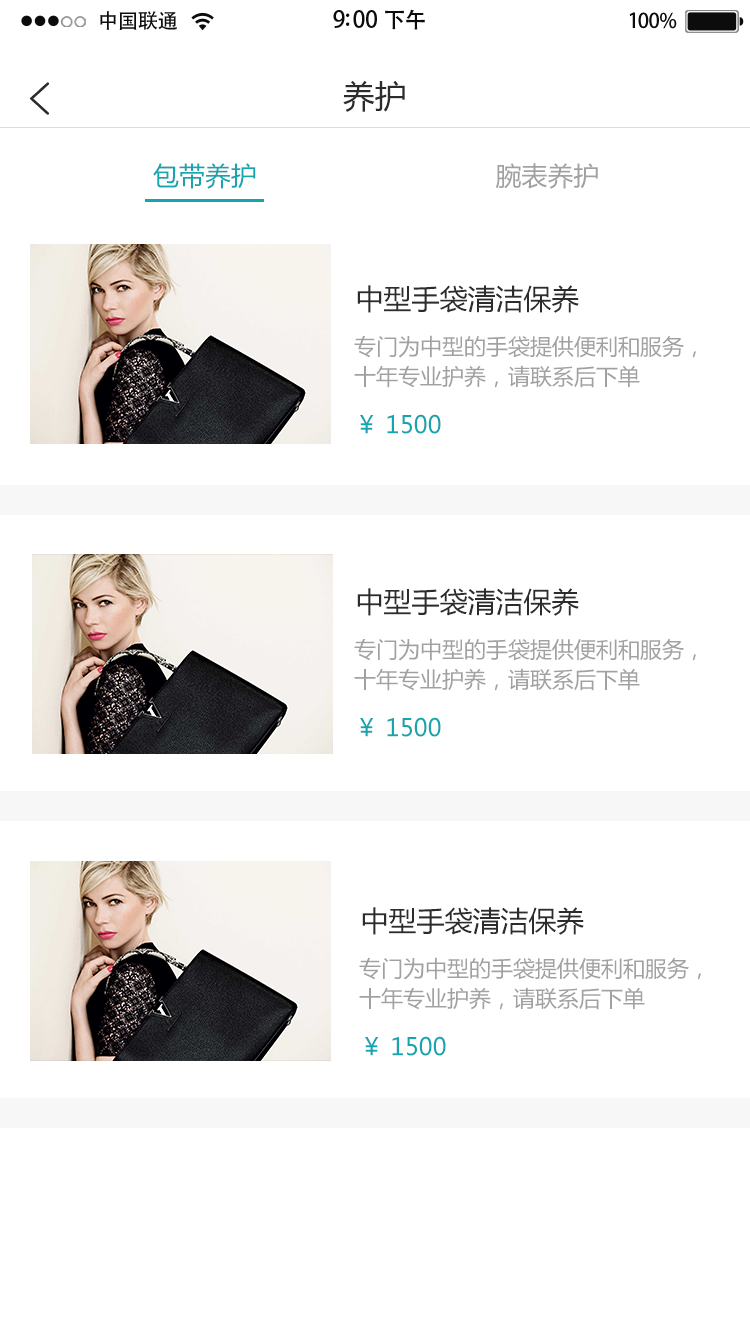 中国联通
9:00 下午
100%
养护
包带养护
腕表养护
中型手袋清洁保养
专门为中型的手袋提供便利和服务，
十年专业护养，请联系后下单
¥ 1500
中型手袋清洁保养
专门为中型的手袋提供便利和服务，
十年专业护养，请联系后下单
¥ 1500
中型手袋清洁保养
专门为中型的手袋提供便利和服务，
十年专业护养，请联系后下单
¥ 1500